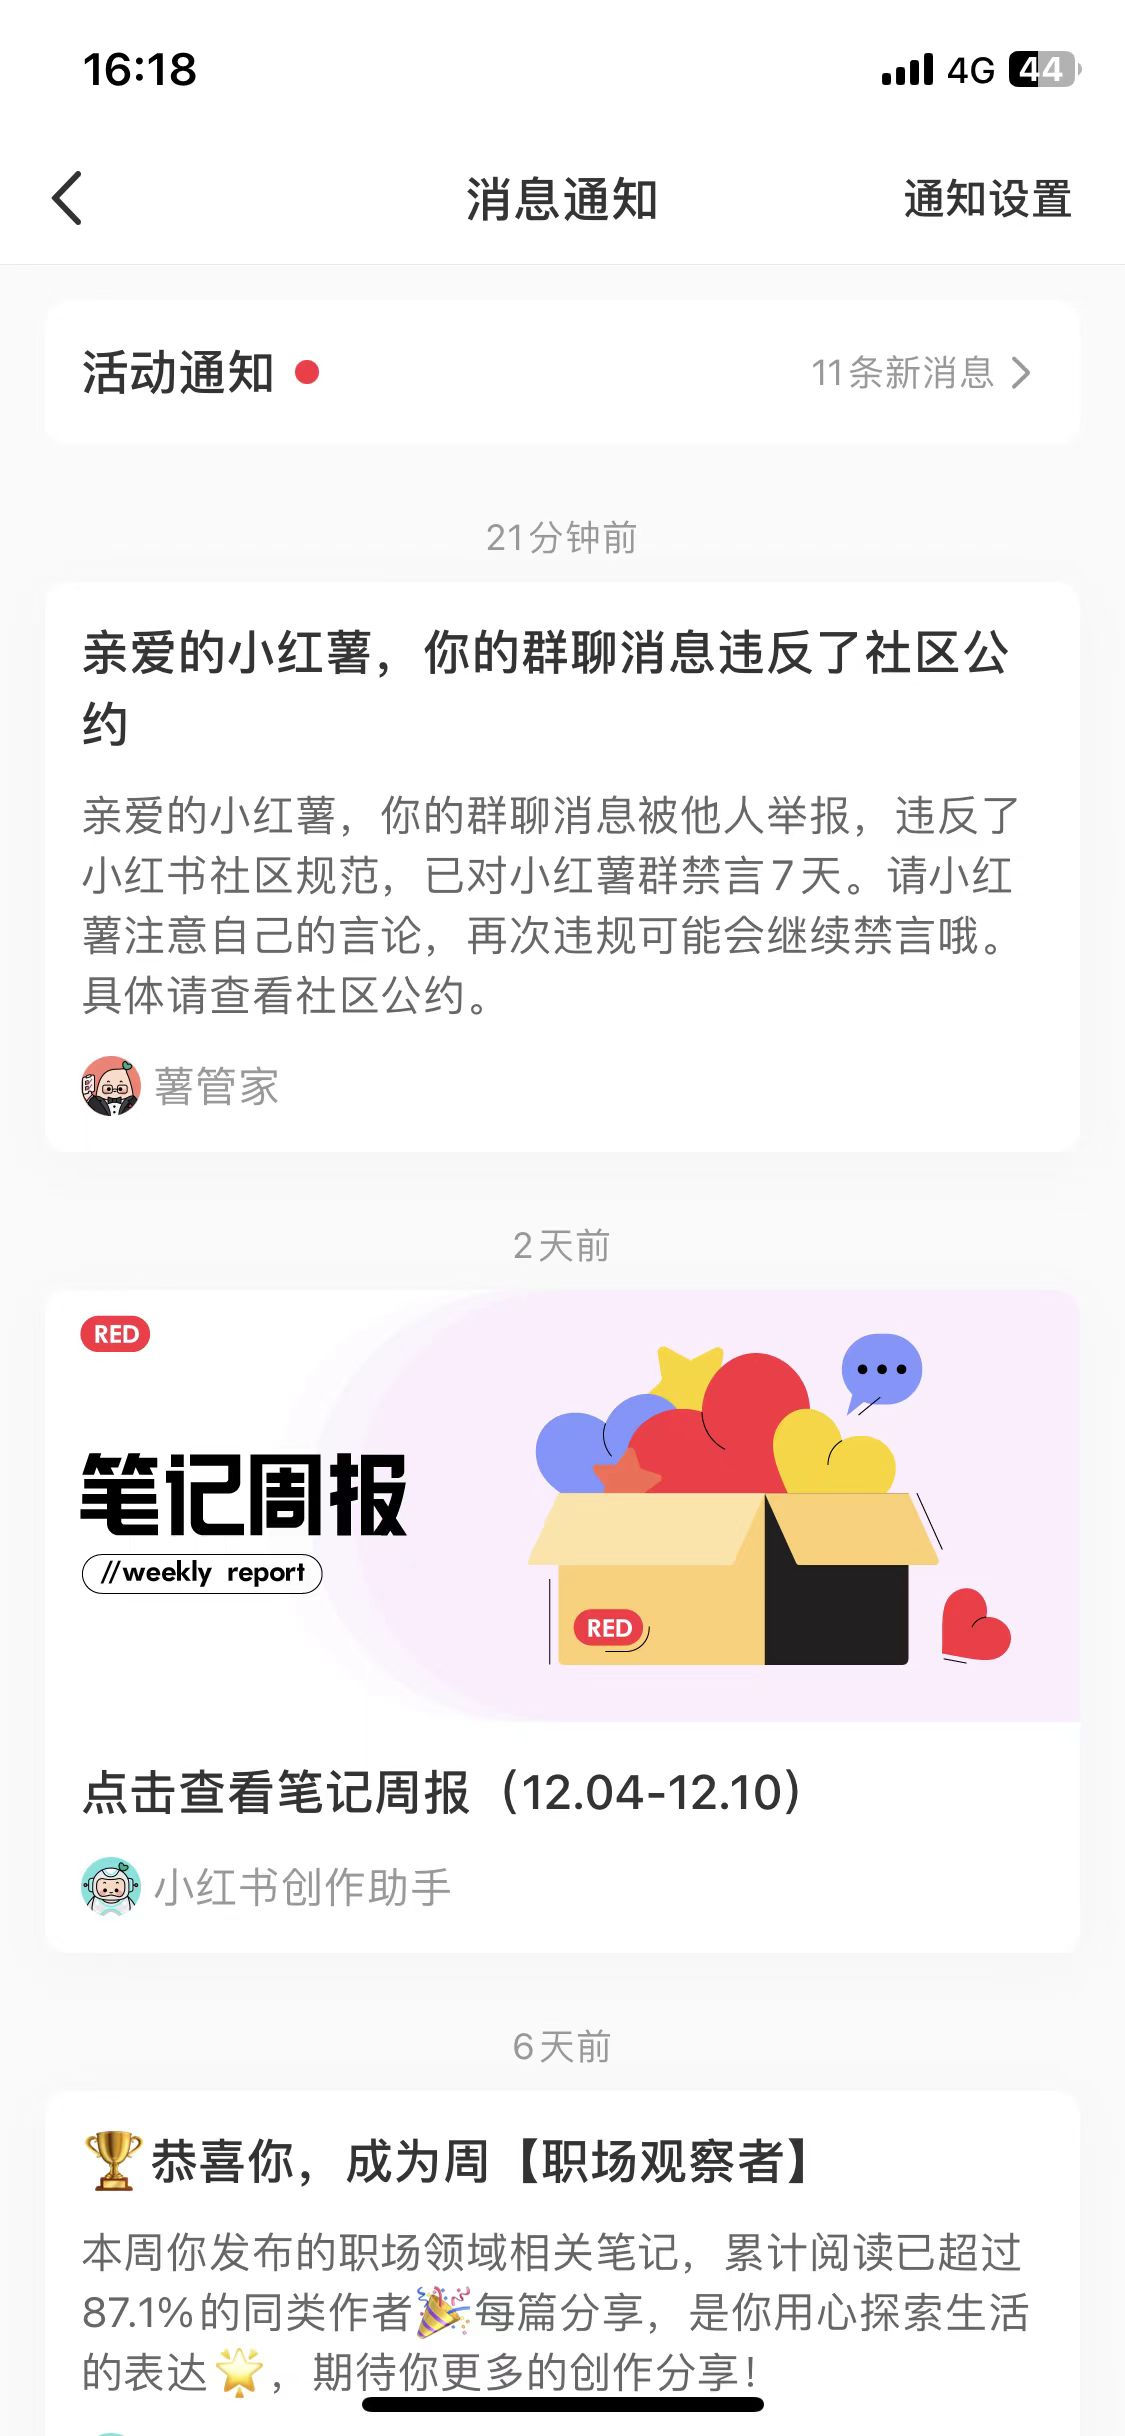 16:18
4G 44
消息通知
通知设置
活动通知
11条新消息
21分钟前
亲爱的小红薯，你的群聊消息违反了社区公
约
亲爱的小红薯，你的群聊消息被他人举报，违反了
小红书社区规范，已对小红薯群禁言7天。请小红
薯注意自己的言论，再次违规可能会继续禁言哦。
具体请查看社区公约。
薯管家
2天前
RED
笔记周报
//weekly report
RED
点击查看笔记周报（12.04-12.10）
小红书创作助手
6天前
🏆恭喜你，成为周【职场观察者】
本周你发布的职场领域相关笔记，累计阅读已超过
87.1%的同类作者🎉每篇分享，是你用心探索生活
的表达🌟，期待你更多的创作分享！